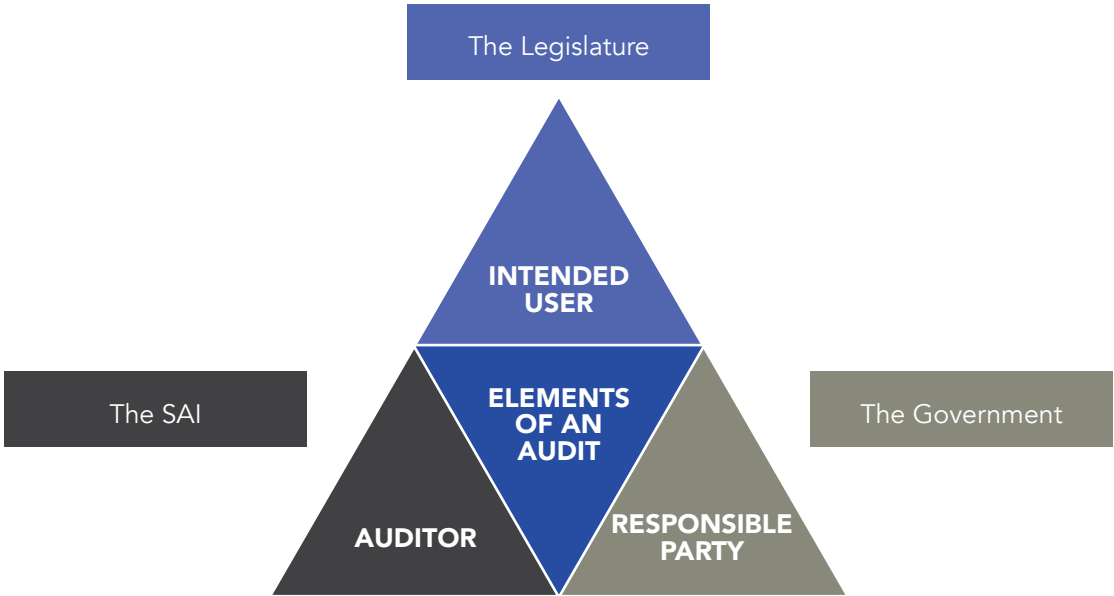 The Legislature
INTENDED
USER
The SAI
ELEMENTS
OF AN
AUDIT
The Government
AUDITOR
RESPONSIBLE
PARTY